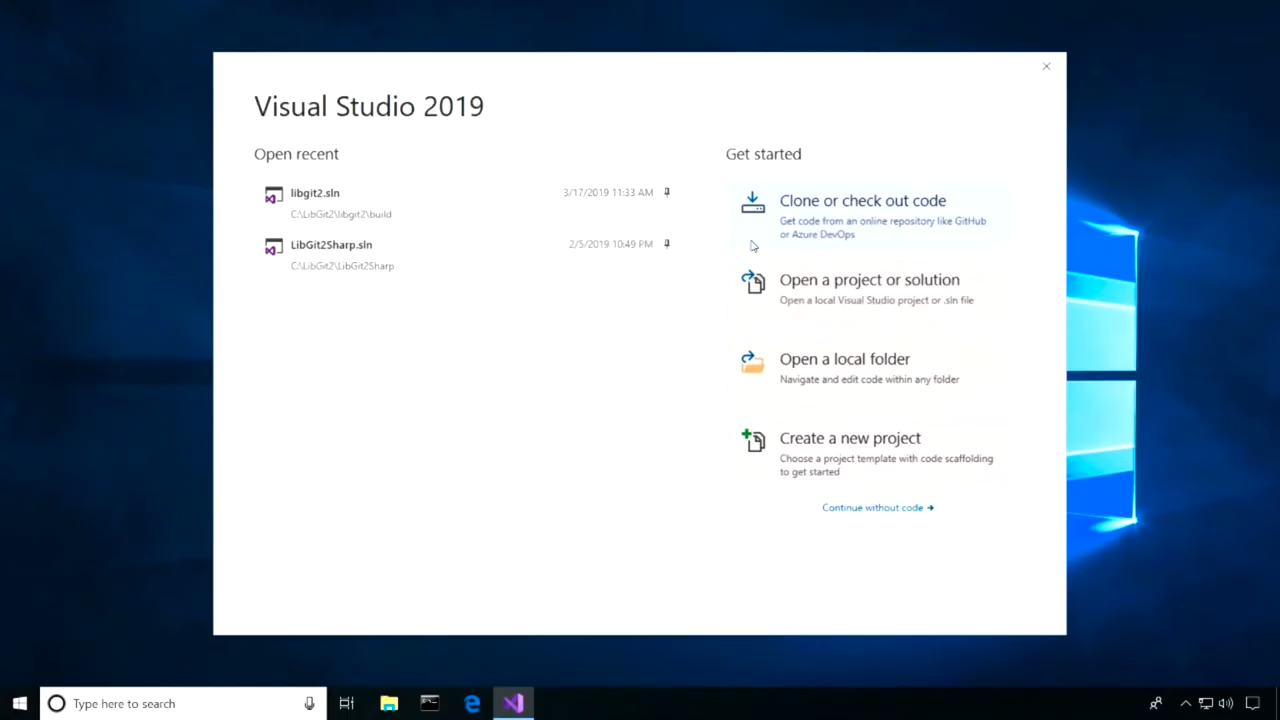 Visual Studio 2019
Open recent
libgit2.sln
3/17/2019 11:33 AM
C:\LibGit2\libgit2\build
LibGit2Sharp.sln
2/5/2019 10:49 PM
C:\LibGit2\LibGit2Sharp
Get started
Clone or check out code
Get code from an online repository like GitHub
or Azure DevOps
Open a project or solution
Open a local Visual Studio project or .sln file
Open a local folder
Navigate and edit code within any folder
Create a new project
Choose a project template with code scaffolding
to get started
Continue without code →
Type here to search